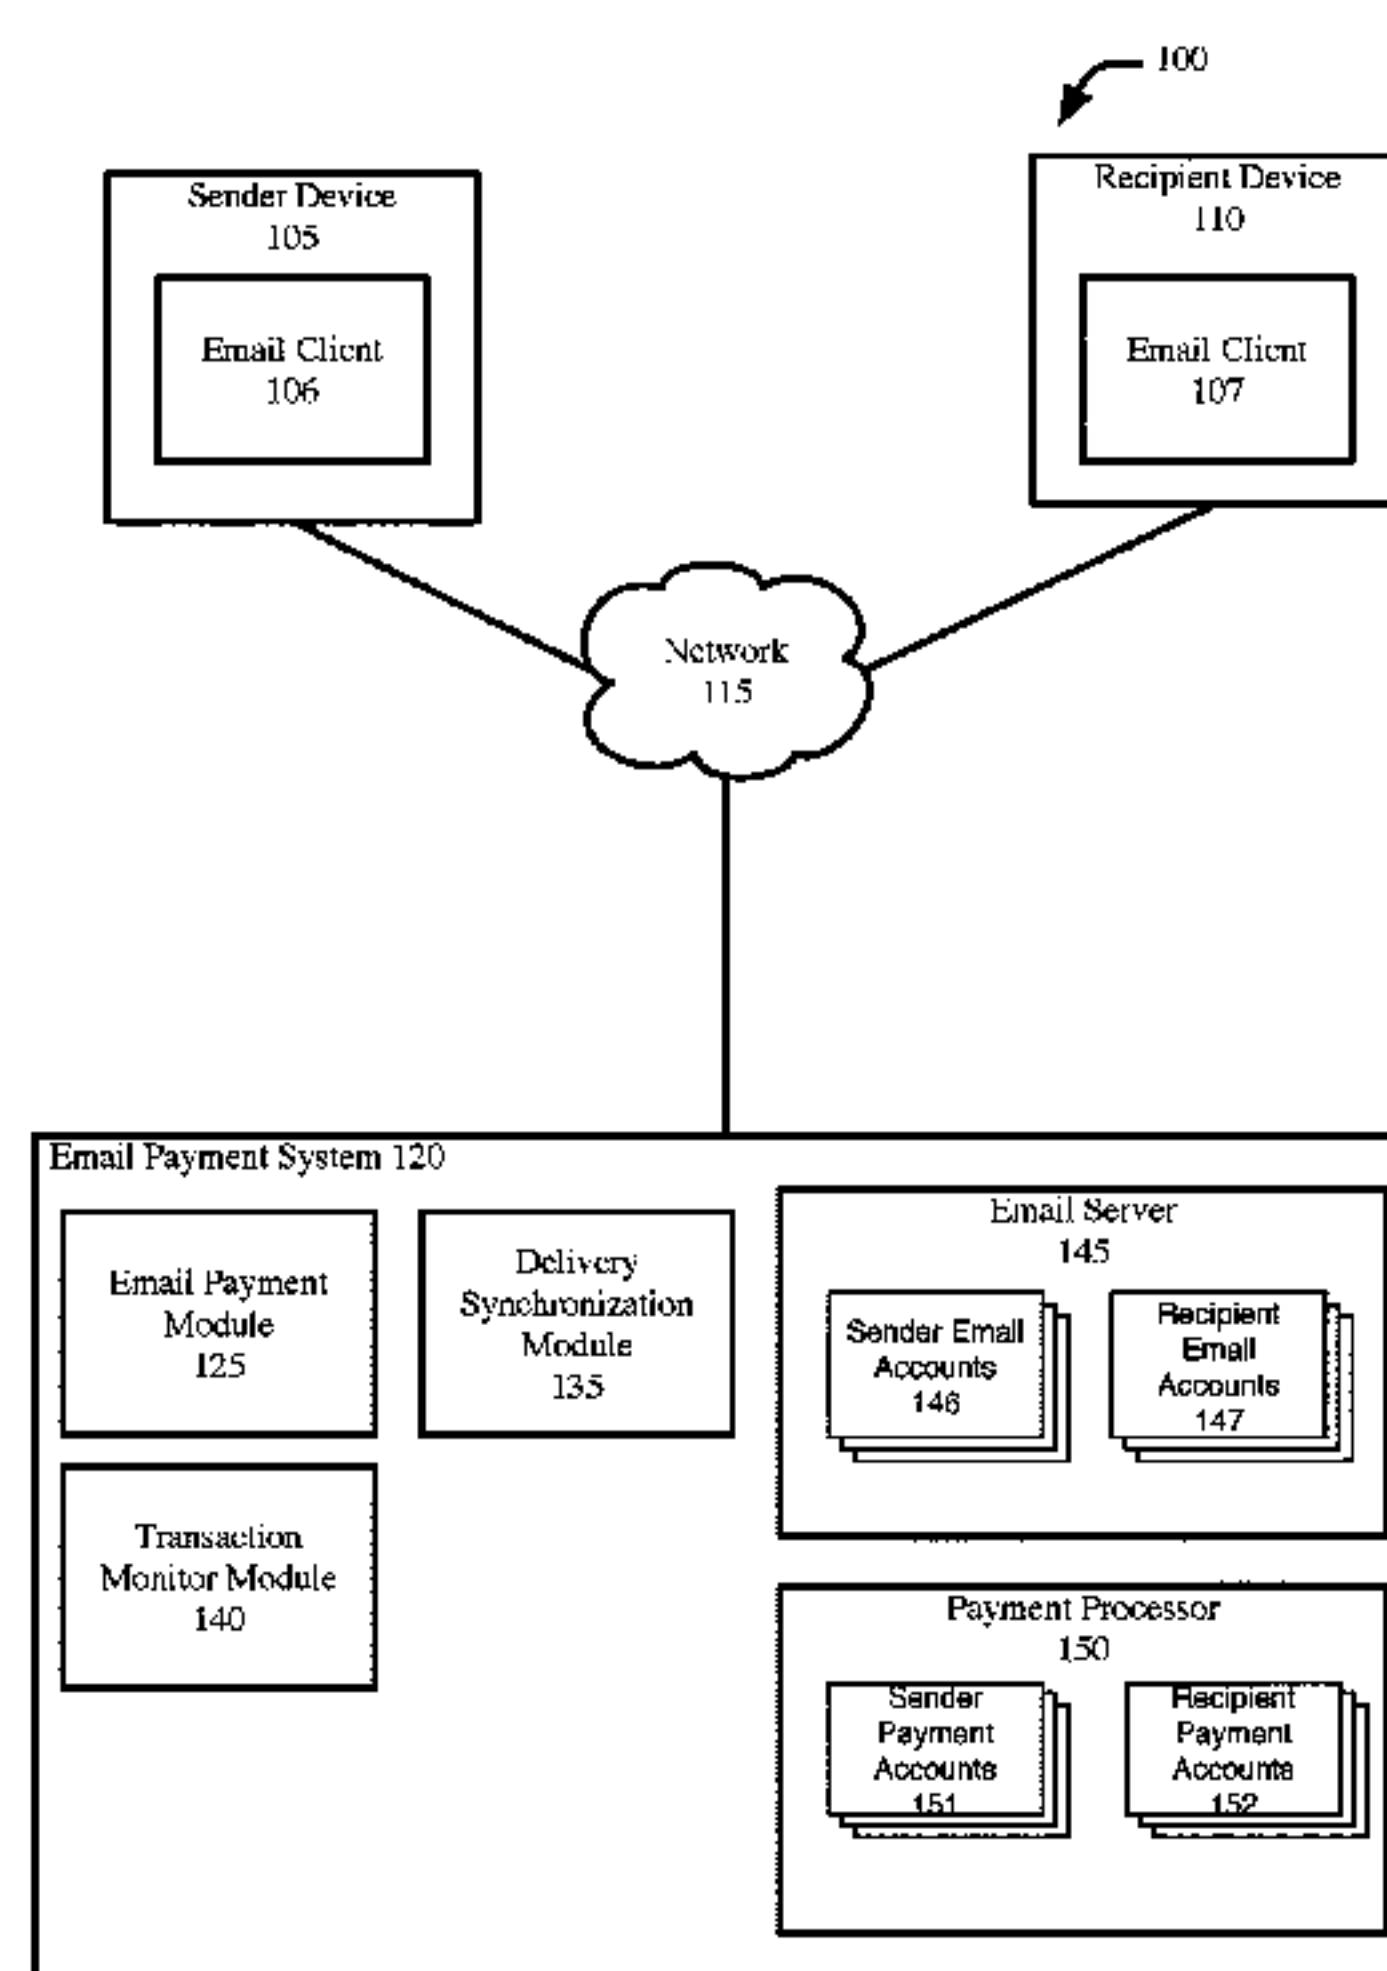 100
Sender Device
105
Email Client
106
Recipient Device
110
Email Client
107
Network
115
Email Payment System 120
Email Payment
Module
125
Delivery
Synchronization
Module
135
Transaction
Monitor Module
140
Email Server
145
Sender Email
Accounts
146
Recipient
Email
Accounts
147
Payment Processor
150
Sender
Payment
Accounts
151
Recipient
Payment
Accounts
152